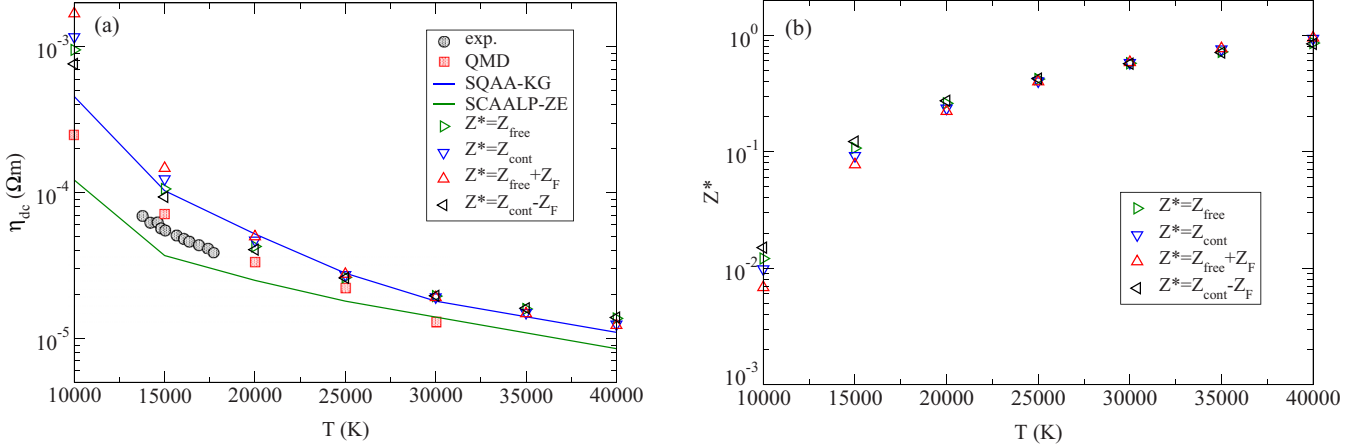 (a)
exp.
QMD
SQAA-KG
SCAALP-ZE
Z*=Z_free
Z*=Z_cont
Z*=Z_free+Z_F
Z*=Z_cont-Z_F
10^-3
10^-4
10^-5
η_dc (Ωm)
10000 15000 20000 25000 30000 35000 40000
T (K)
(b)
Z*=Z_free
Z*=Z_cont
Z*=Z_free+Z_F
Z*=Z_cont-Z_F
10^0
10^-1
10^-2
10^-3
Z*
10000 15000 20000 25000 30000 35000 40000
T (K)